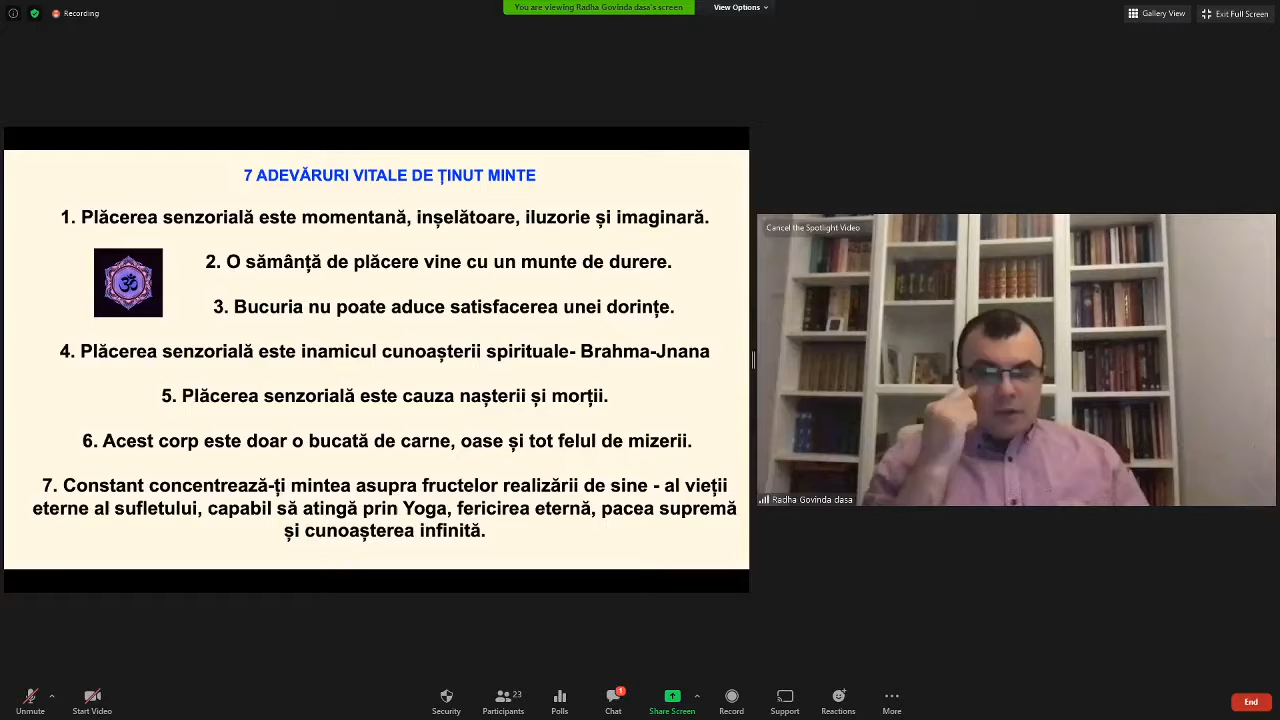 Recording
You are viewing Radha Govinda dasa's screen
View Options
Gallery View
Exit Full Screen
7 ADEVĂRURI VITALE DE ȚINUT MINTE
1. Plăcerea senzorială este momentană, inșelătoare, iluzorie și imaginară.
2. O sămânță de plăcere vine cu un munte de durere.
3. Bucuria nu poate aduce satisfacerea unei dorințe.
4. Plăcerea senzorială este inamicul cunoașterii spirituale- Brahma-Jnana
5. Plăcerea senzorială este cauza nașterii și morții.
6. Acest corp este doar o bucată de carne, oase și tot felul de mizerii.
7. Constant concentrează-ți mintea asupra fructelor realizării de sine - al vieții
eterne al sufletului, capabil să atingă prin Yoga, fericirea eternă, pacea supremă
și cunoașterea infinită.
ॐ
Cancel the Spotlight Video
Radha Govinda dasa
Unmute
Start Video
Security
Participants 23
Polls
Chat 1
Share Screen
Record
Support
Reactions
More
End